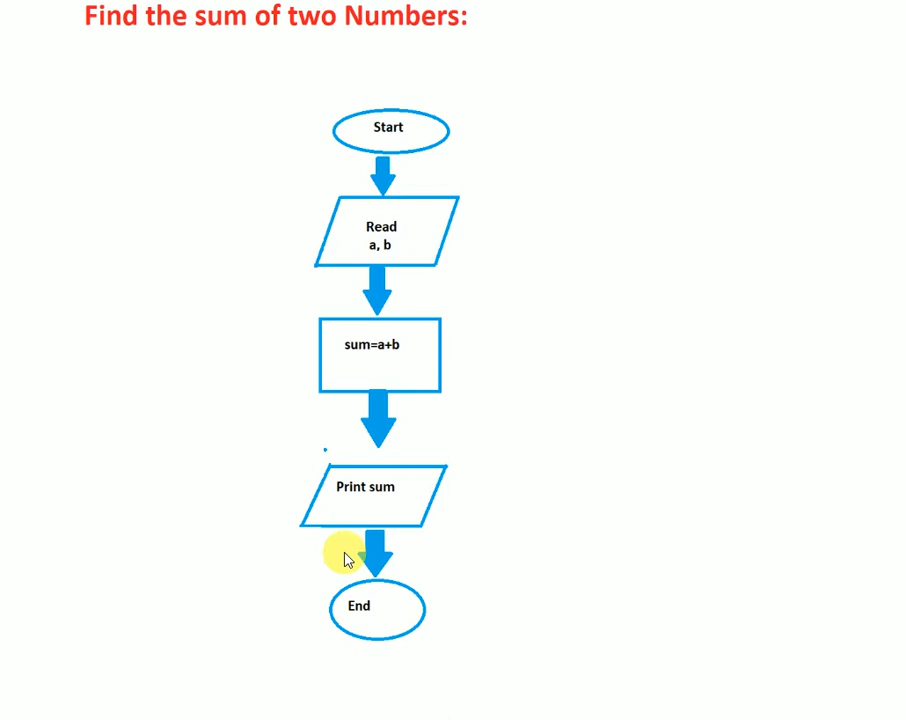 Find the sum of two Numbers:
Start
Read
a, b
sum=a+b
Print sum
End